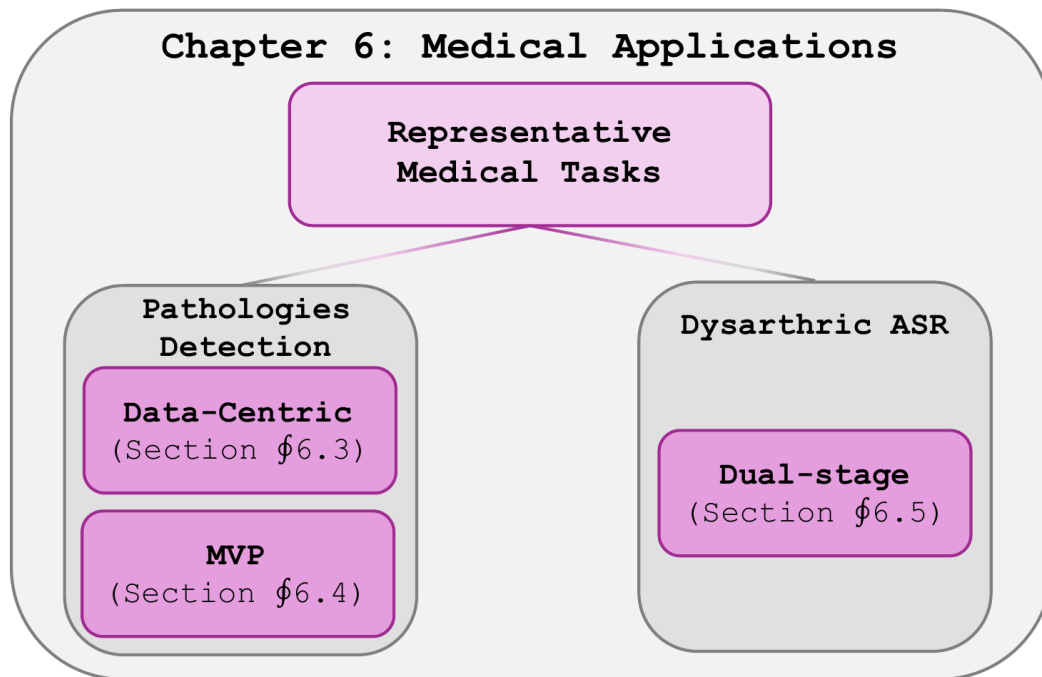 Chapter 6: Medical Applications
Representative
Medical Tasks
Pathologies
Detection
Data-Centric
(Section ∮6.3)
MVP
(Section ∮6.4)
Dysarthric ASR
Dual-stage
(Section ∮6.5)